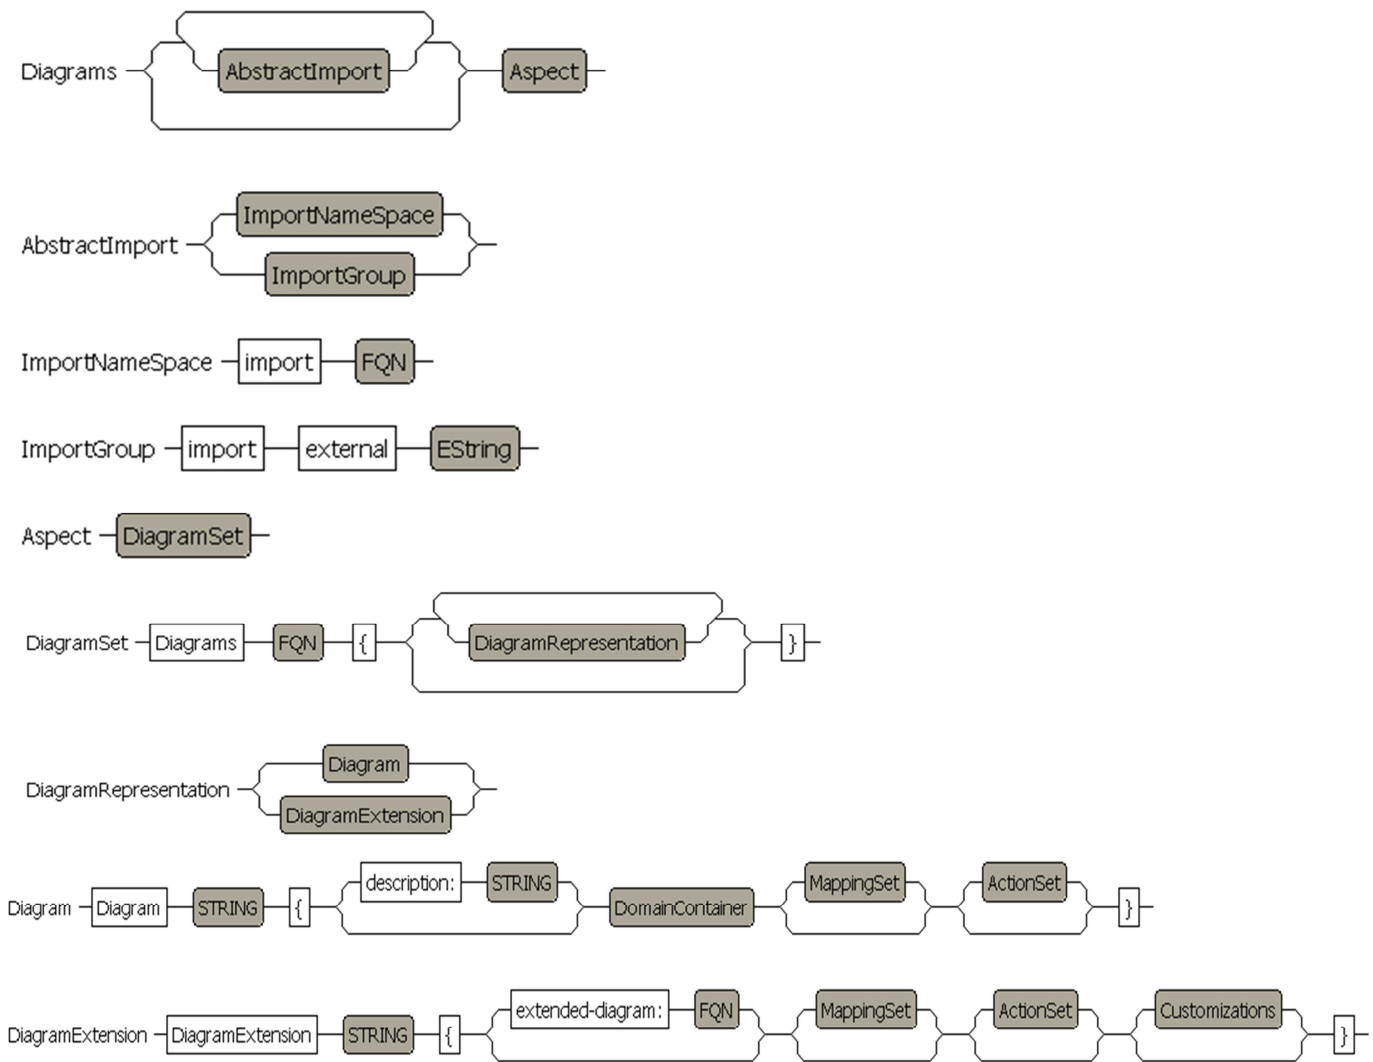 Diagrams AbstractImport Aspect
ImportNameSpace
AbstractImport
ImportGroup
ImportNameSpace import FQN
ImportGroup import external EString
Aspect DiagramSet
DiagramSet Diagrams FQN { DiagramRepresentation }
Diagram
DiagramRepresentation
DiagramExtension
description: STRING MappingSet ActionSet
Diagram Diagram STRING { DomainContainer }
extended-diagram: FQN MappingSet ActionSet Customizations
DiagramExtension DiagramExtension STRING { }